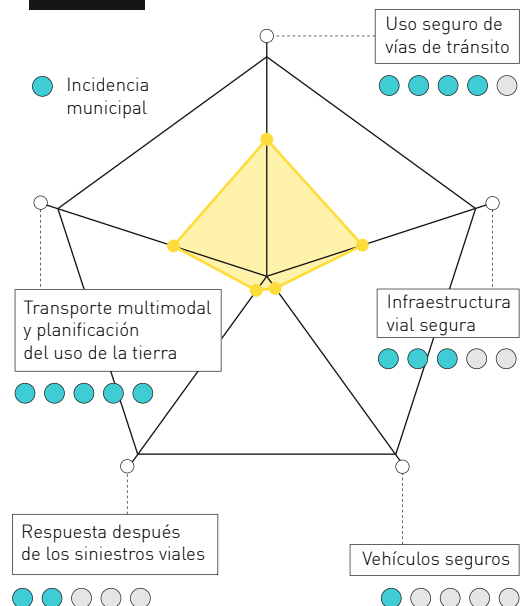 Uso seguro de
vías de tránsito
Incidencia
municipal
Transporte multimodal
y planificación
del uso de la tierra
Infraestructura
vial segura
Respuesta después
de los siniestros viales
Vehículos seguros